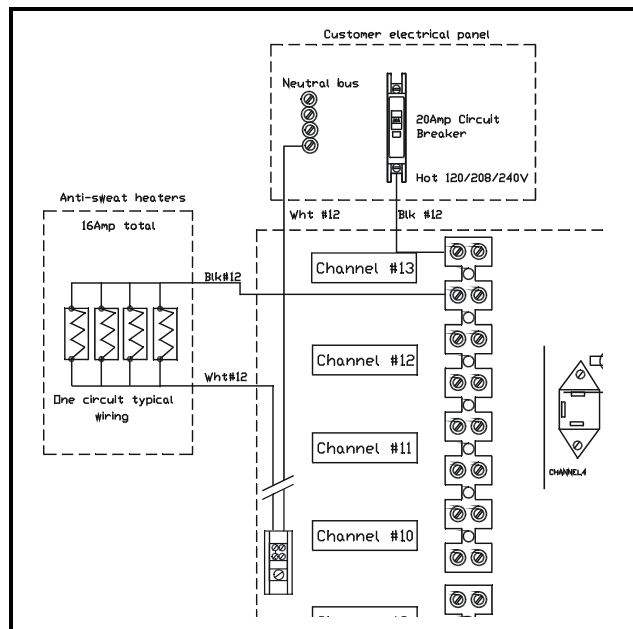 Customer electrical panel
Neutral bus
20Amp Circuit
Breaker
Hot 120/208/240V
Anti-sweat heaters
16Amp total
Wht #12
Blk #12
Blk#12
Channel #13
Channel #12
Wht#12
One circuit typical
wiring
Channel #11
CHANNEL4
Channel #10